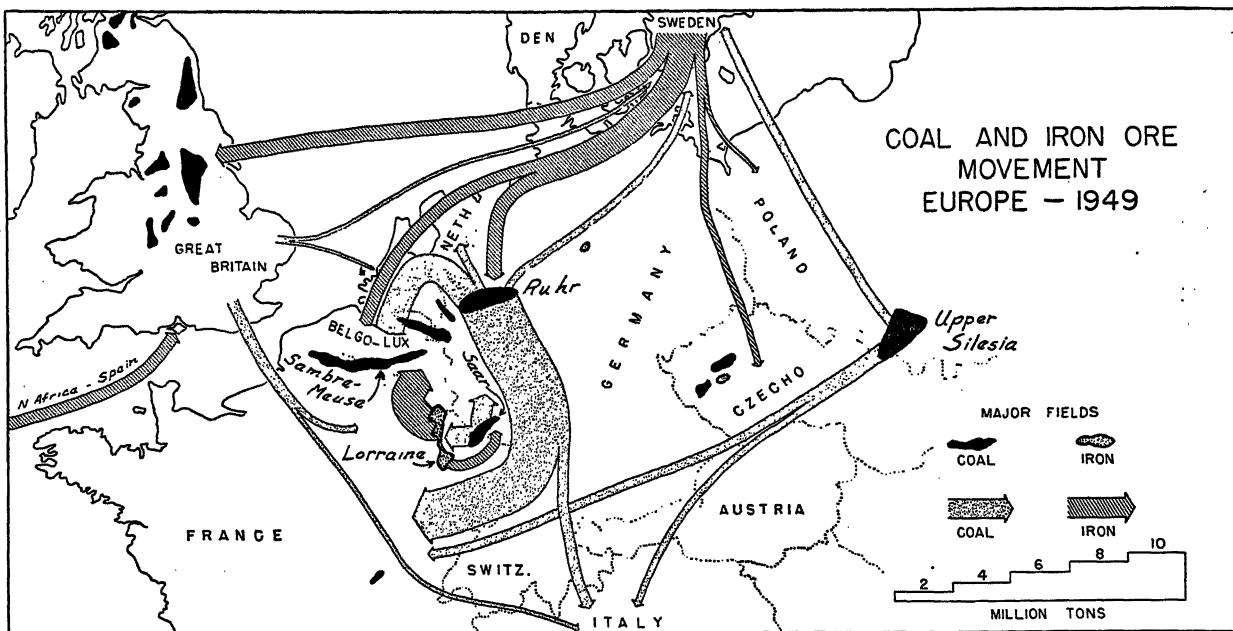 SWEDEN
DEN
COAL AND IRON ORE
MOVEMENT
EUROPE – 1949
NETH
POLAND
GREAT
BRITAIN
Ruhr
GERMANY
BELGO-LUX
Upper
Silesia
Sambre-
Meuse
Saar
CZECHO
N Africa - Spain
MAJOR FIELDS
COAL
IRON
Lorraine
AUSTRIA
FRANCE
COAL
IRON
SWITZ.
2 4 6 8 10
MILLION TONS
ITALY